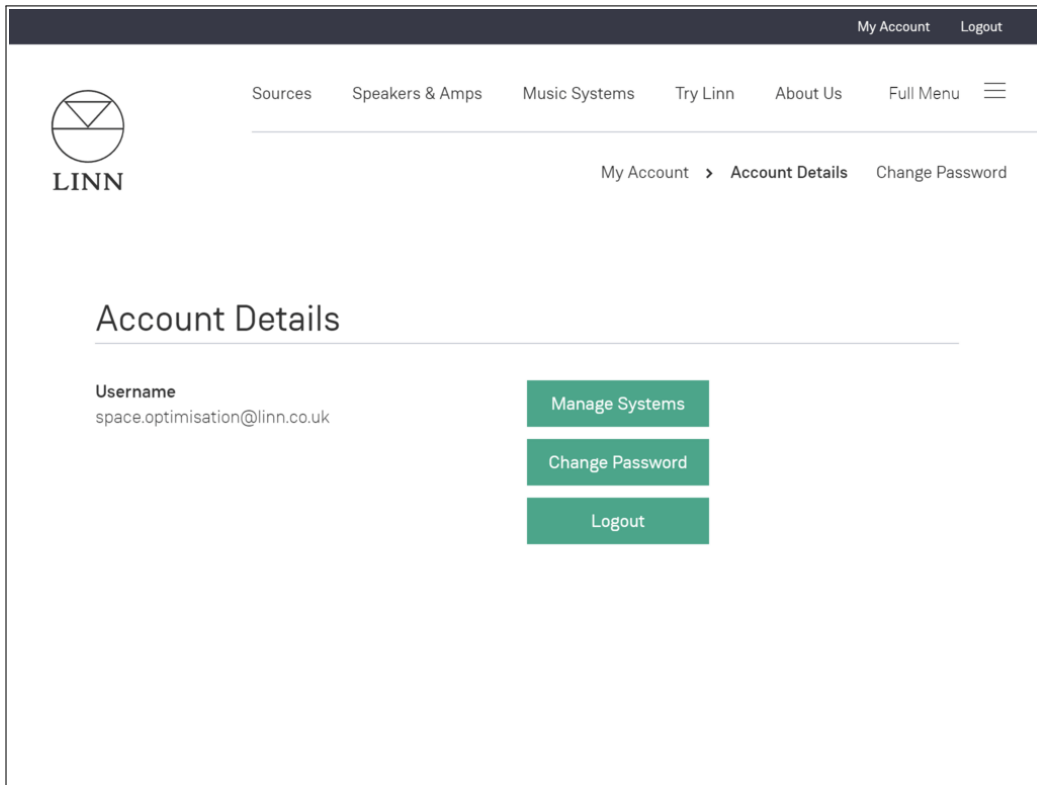 My Account Logout
Sources Speakers & Amps Music Systems Try Linn About Us Full Menu
LINN
My Account > Account Details Change Password
Account Details
Username
space.optimisation@linn.co.uk
Manage Systems
Change Password
Logout